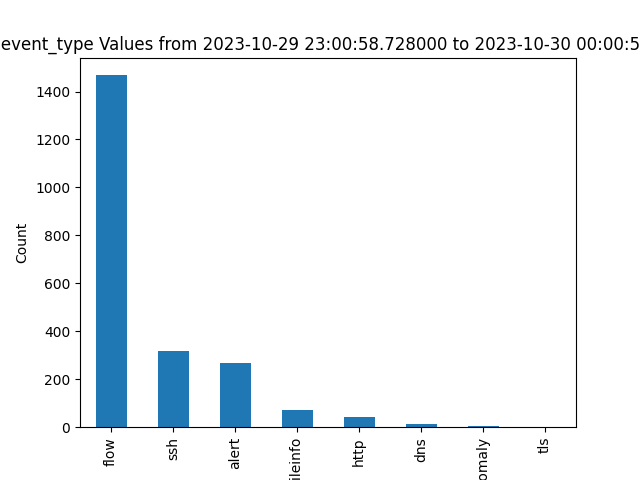 event_type Values from 2023-10-29 23:00:58.728000 to 2023-10-30 00:00:5
1400
1200
1000
800
600
400
200
0
Count
flow
ssh
alert
ileinfo
http
dns
omaly
tls